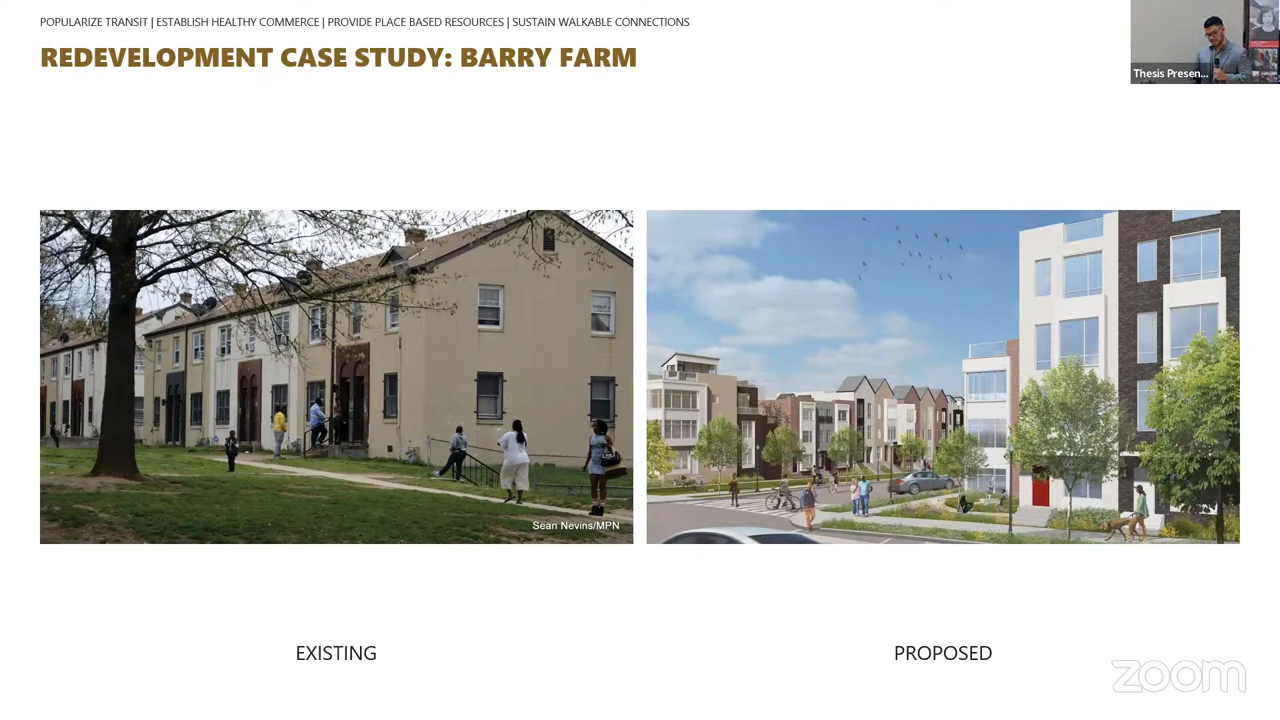 POPULARIZE TRANSIT | ESTABLISH HEALTHY COMMERCE | PROVIDE PLACE BASED RESOURCES | SUSTAIN WALKABLE CONNECTIONS
REDEVELOPMENT CASE STUDY: BARRY FARM
Thesis Presen...
Sean Nevins/MPN
EXISTING
PROPOSED
zoom